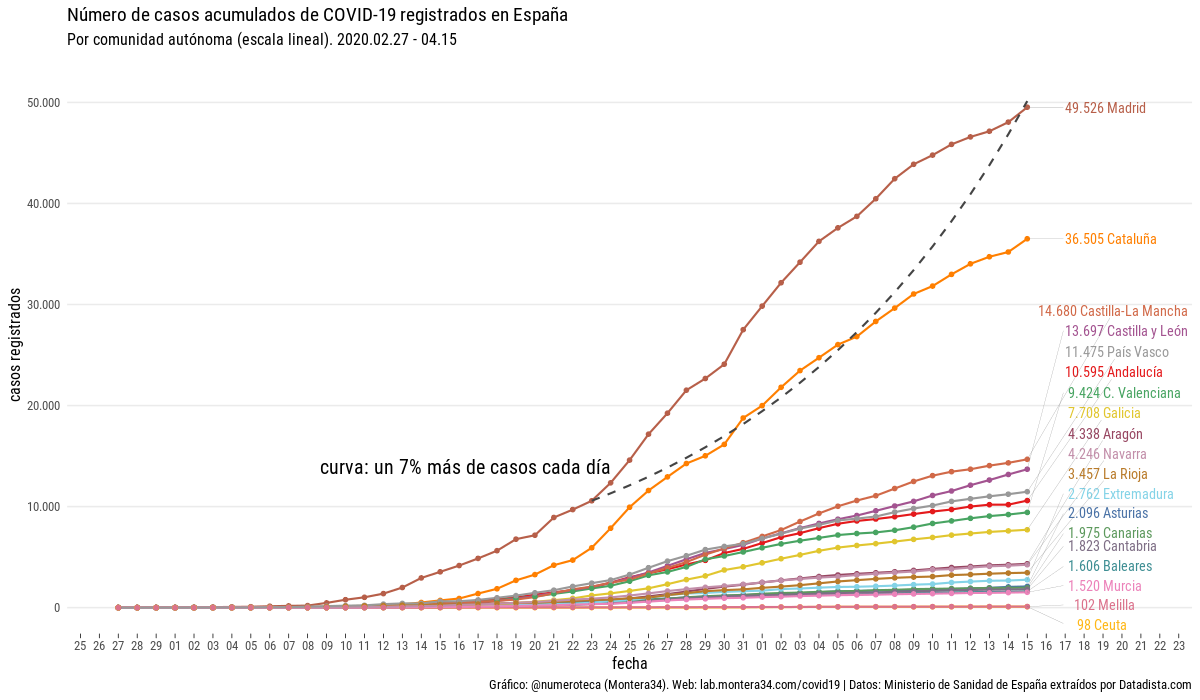 Número de casos acumulados de COVID-19 registrados en España
Por comunidad autónoma (escala lineal). 2020.02.27 - 04.15
casos registrados
50.000
40.000
30.000
20.000
10.000
0
curva: un 7% más de casos cada día
49.526 Madrid
36.505 Cataluña
14.680 Castilla-La Mancha
13.697 Castilla y León
11.475 País Vasco
10.595 Andalucía
9.424 C. Valenciana
7.708 Galicia
4.338 Aragón
4.246 Navarra
3.457 La Rioja
2.762 Extremadura
2.096 Asturias
1.975 Canarias
1.823 Cantabria
1.606 Baleares
1.520 Murcia
102 Melilla
98 Ceuta
25 26 27 28 29 01 02 03 04 05 06 07 08 09 10 11 12 13 14 15 16 17 18 19 20 21 22 23 24 25 26 27 28 29 30 31 01 02 03 04 05 06 07 08 09 10 11 12 13 14 15 16 17 18 19 20 21 22 23
fecha
Gráfico: @numeroteca (Montera34). Web: lab.montera34.com/covid19 | Datos: Ministerio de Sanidad de España extraídos por Datadista.com